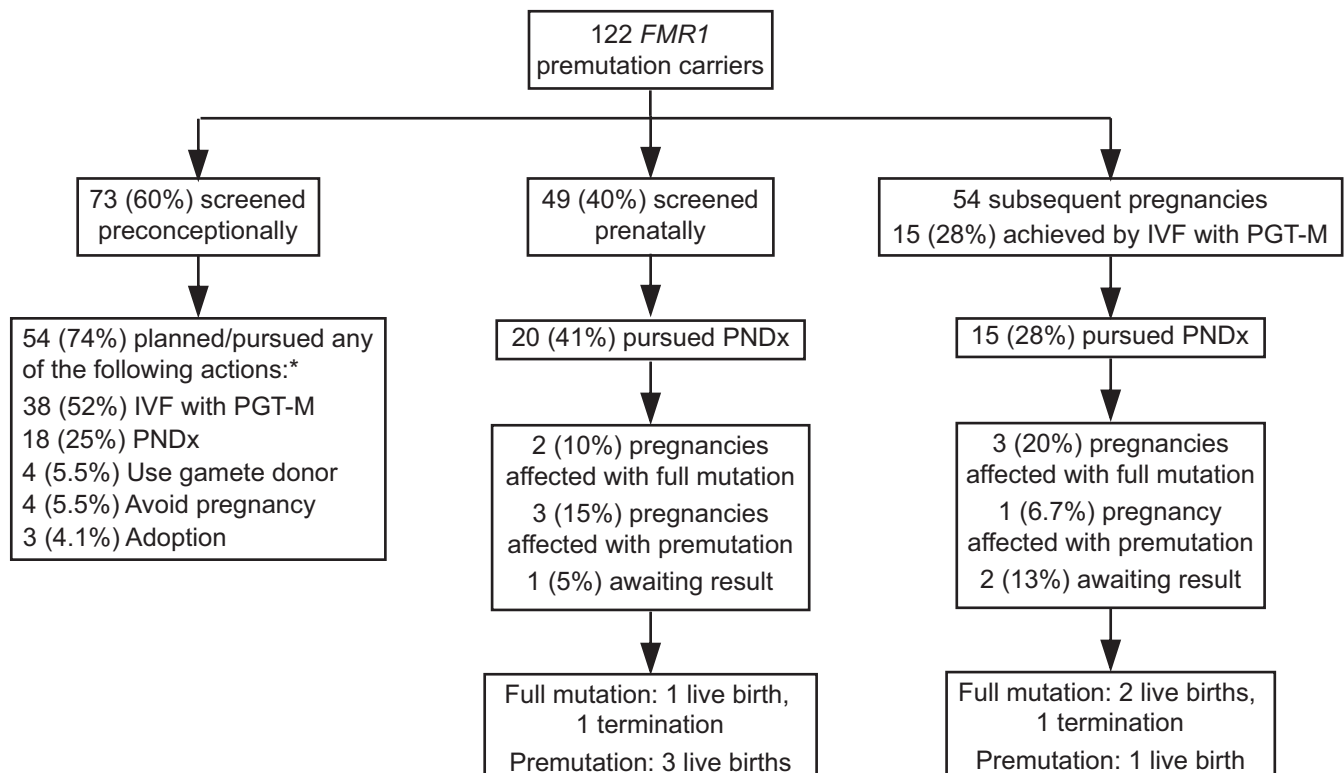 122 FMR1
premutation carriers
73 (60%) screened
preconceptionally
54 (74%) planned/pursued any
of the following actions:*
38 (52%) IVF with PGT-M
18 (25%) PNDx
4 (5.5%) Use gamete donor
4 (5.5%) Avoid pregnancy
3 (4.1%) Adoption
49 (40%) screened
prenatally
20 (41%) pursued PNDx
2 (10%) pregnancies
affected with full mutation
3 (15%) pregnancies
affected with premutation
1 (5%) awaiting result
Full mutation: 1 live birth,
1 termination
Premutation: 3 live births
54 subsequent pregnancies
15 (28%) achieved by IVF with PGT-M
15 (28%) pursued PNDx
3 (20%) pregnancies
affected with full mutation
1 (6.7%) pregnancy
affected with premutation
2 (13%) awaiting result
Full mutation: 2 live births,
1 termination
Premutation: 1 live birth